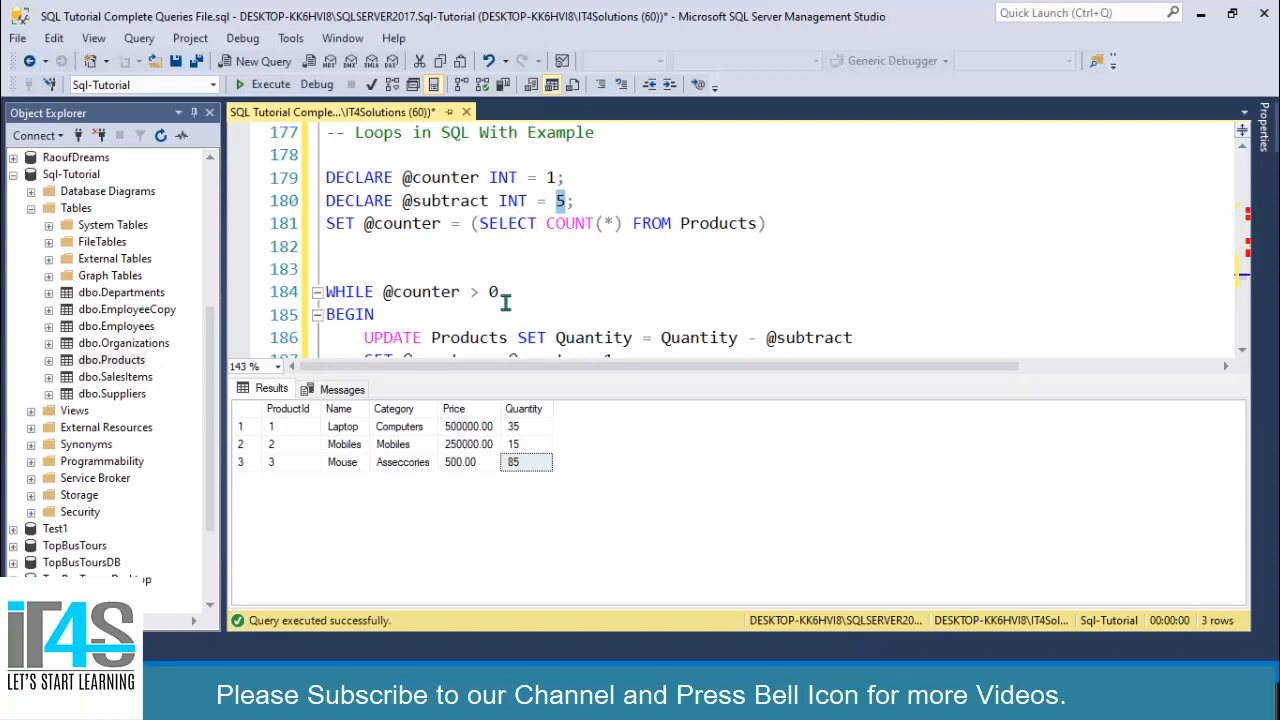 SQL Tutorial Complete Queries File.sql - DESKTOP-KK6HVI8\SQLSERVER2017.Sql-Tutorial (DESKTOP-KK6HVI8\IT4Solutions (60))* - Microsoft SQL Server Management Studio
Quick Launch (Ctrl+Q)
File Edit View Query Project Debug Tools Window Help
New Query
Generic Debugger
Sql-Tutorial
Execute Debug
Object Explorer
SQL Tutorial Comple...\IT4Solutions (60))*
Properties
Connect
RaoufDreams
Sql-Tutorial
Database Diagrams
Tables
System Tables
FileTables
External Tables
Graph Tables
dbo.Departments
dbo.EmployeeCopy
dbo.Employees
dbo.Organizations
dbo.Products
dbo.SalesItems
dbo.Suppliers
Views
External Resources
Synonyms
Programmability
Service Broker
Storage
Security
Test1
TopBusTours
TopBusToursDB
177 -- Loops in SQL With Example
178
179 DECLARE @counter INT = 1;
180 DECLARE @subtract INT = 5;
181 SET @counter = (SELECT COUNT(*) FROM Products)
182
183
184 WHILE @counter > 0
185 BEGIN
186 UPDATE Products SET Quantity = Quantity - @subtract
143 %
Results Messages
ProductId Name Category Price Quantity
1 1 Laptop Computers 500000.00 35
2 2 Mobiles Mobiles 250000.00 15
3 3 Mouse Asseccories 500.00 85
Query executed successfully.
DESKTOP-KK6HVI8\SQLSERVER20... DESKTOP-KK6HVI8\IT4Sol... Sql-Tutorial 00:00:00 3 rows
iT4S
LET'S START LEARNING
Please Subscribe to our Channel and Press Bell Icon for more Videos.